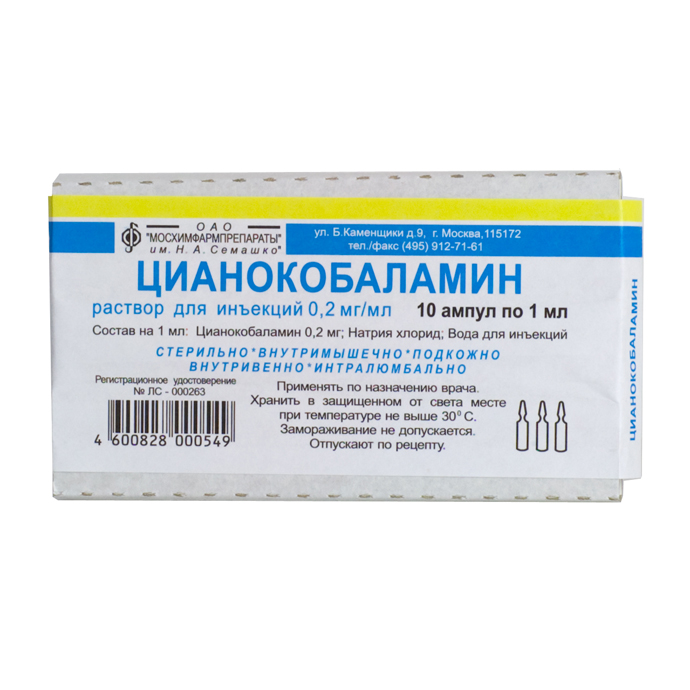 ОАО
"МОСХИМФАРМПРЕПАРАТЫ"
им. Н. А. Семашко"
ул. Б.Каменщики д.9, г. Москва,115172
тел./факс (495) 912-71-61
ЦИАНОКОБАЛАМИН
раствор для инъекций 0,2 мг/мл
10 ампул по 1 мл
Состав на 1 мл: Цианокобаламин 0,2 мг; Натрия хлорид; Вода для инъекций
СТЕРИЛЬНО*ВНУТРИМЫШЕЧНО*ПОДКОЖНО
ВНУТРИВЕННО*ИНТРАЛЮМБАЛЬНО
Регистрационное удостоверение
№ ЛС - 000263
4 600828 000549
Применять по назначению врача.
Хранить в защищенном от света месте
при температуре не выше 30⁰ С.
Замораживание не допускается.
Отпускают по рецепту.
ЦИАНОКОБАЛАМИН